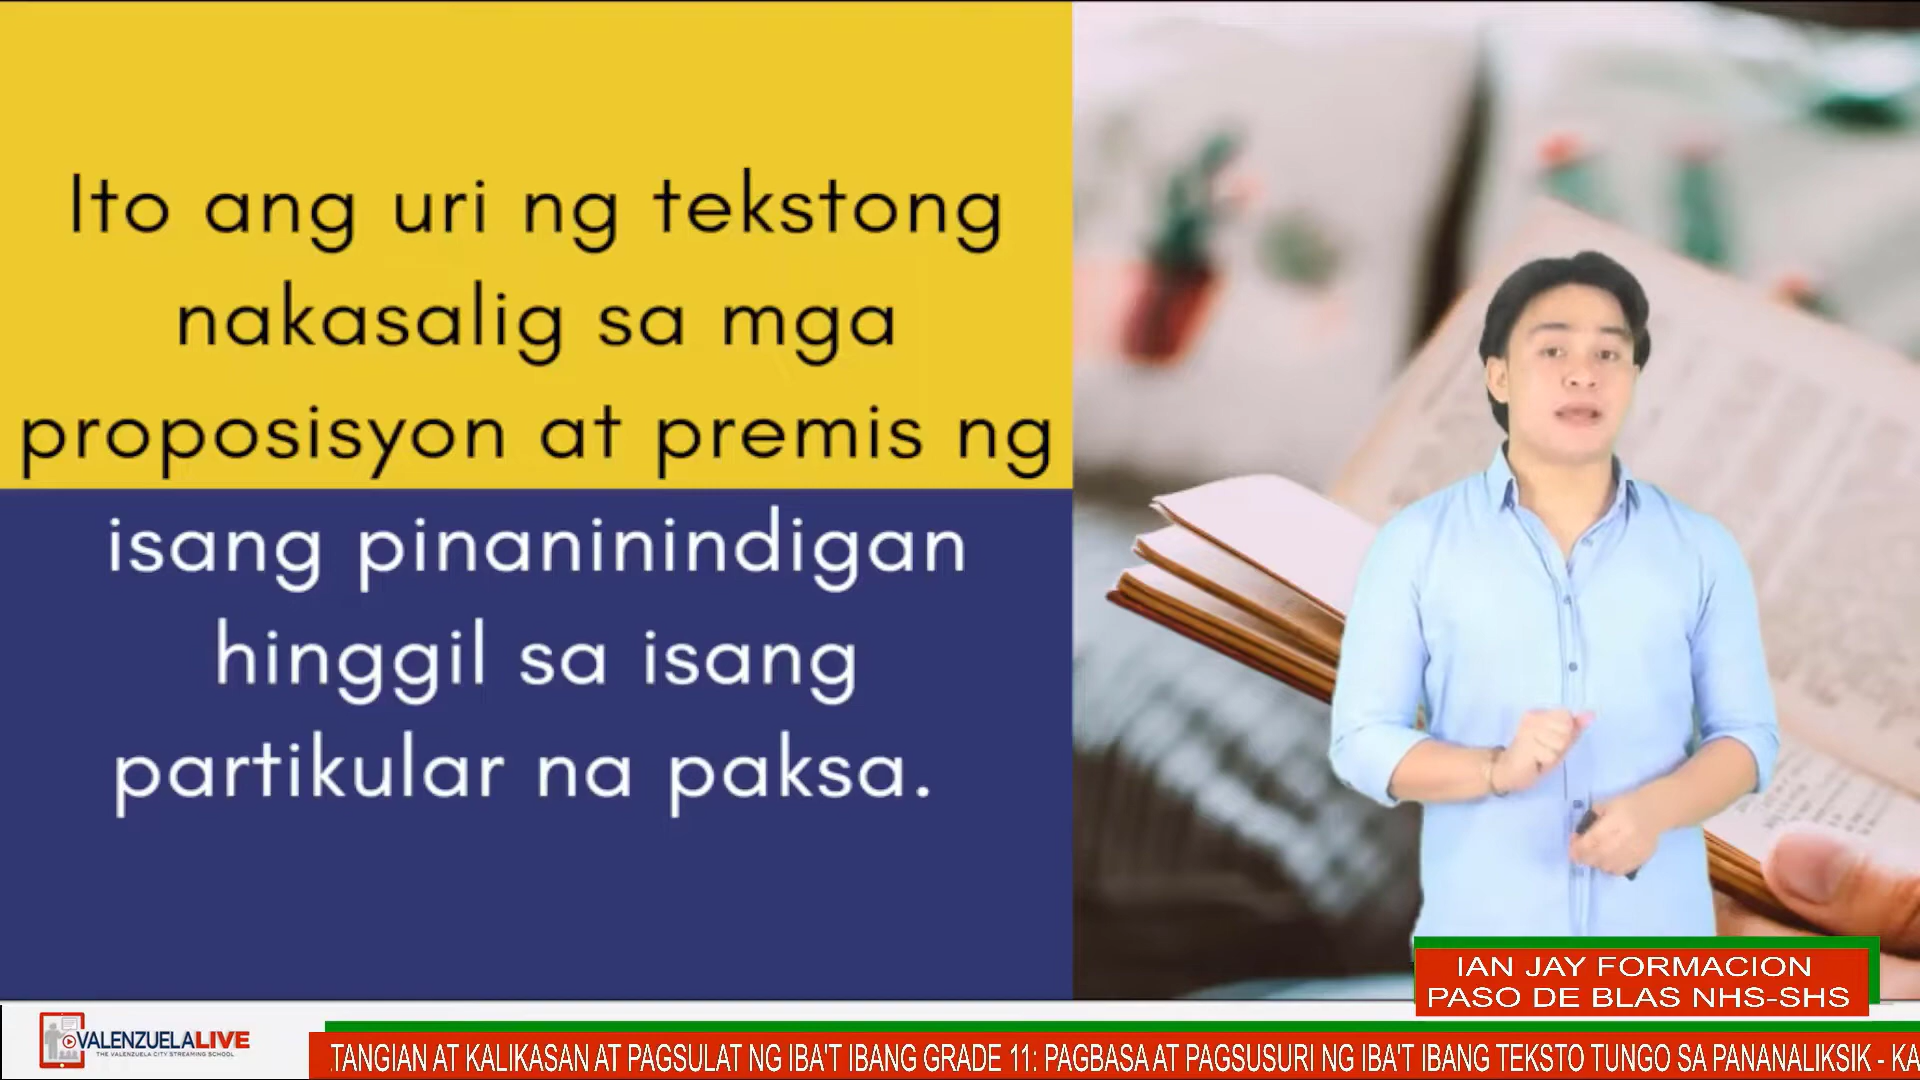 Ito ang uri ng tekstong
nakasalig sa mga
proposisyon at premis ng
isang pinaninindigan
hinggil sa isang
partikular na paksa.
IAN JAY FORMACION
PASO DE BLAS NHS-SHS
VALENZUELALIVE
THE VALENZUELA CITY STREAMING SCHOOL
TANGIAN AT KALIKASAN AT PAGSULAT NG IBA'T IBANG GRADE 11: PAGBASA AT PAGSUSURI NG IBA'T IBANG TEKSTO TUNGO SA PANANALIKSIK - KA